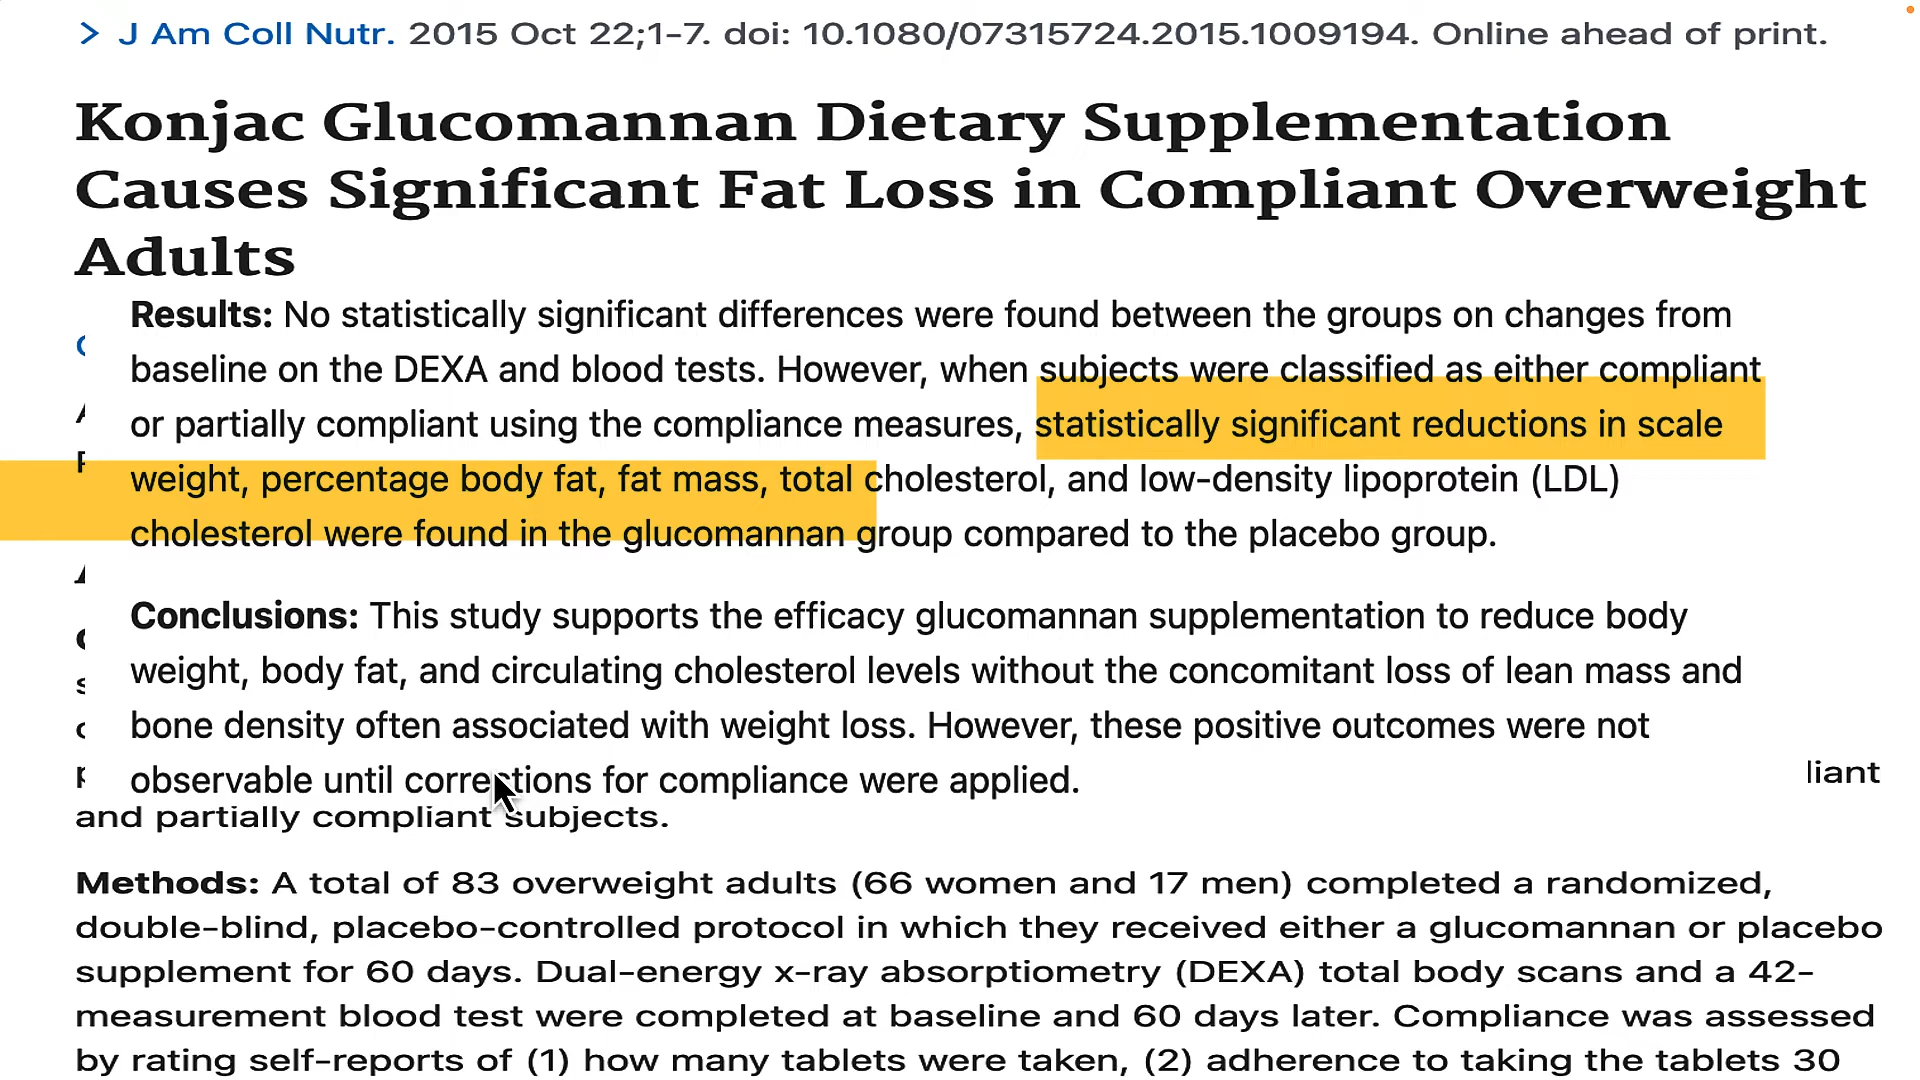 > J Am Coll Nutr. 2015 Oct 22;1-7. doi: 10.1080/07315724.2015.1009194. Online ahead of print.
Konjac Glucomannan Dietary Supplementation
Causes Significant Fat Loss in Compliant Overweight
Adults
Results: No statistically significant differences were found between the groups on changes from
baseline on the DEXA and blood tests. However, when subjects were classified as either compliant
or partially compliant using the compliance measures, statistically significant reductions in scale
weight, percentage body fat, fat mass, total cholesterol, and low-density lipoprotein (LDL)
cholesterol were found in the glucomannan group compared to the placebo group.
Conclusions: This study supports the efficacy glucomannan supplementation to reduce body
weight, body fat, and circulating cholesterol levels without the concomitant loss of lean mass and
bone density often associated with weight loss. However, these positive outcomes were not
observable until corrections for compliance were applied.
liant
and partially compliant subjects.
Methods: A total of 83 overweight adults (66 women and 17 men) completed a randomized,
double-blind, placebo-controlled protocol in which they received either a glucomannan or placebo
supplement for 60 days. Dual-energy x-ray absorptiometry (DEXA) total body scans and a 42-
measurement blood test were completed at baseline and 60 days later. Compliance was assessed
by rating self-reports of (1) how many tablets were taken, (2) adherence to taking the tablets 30